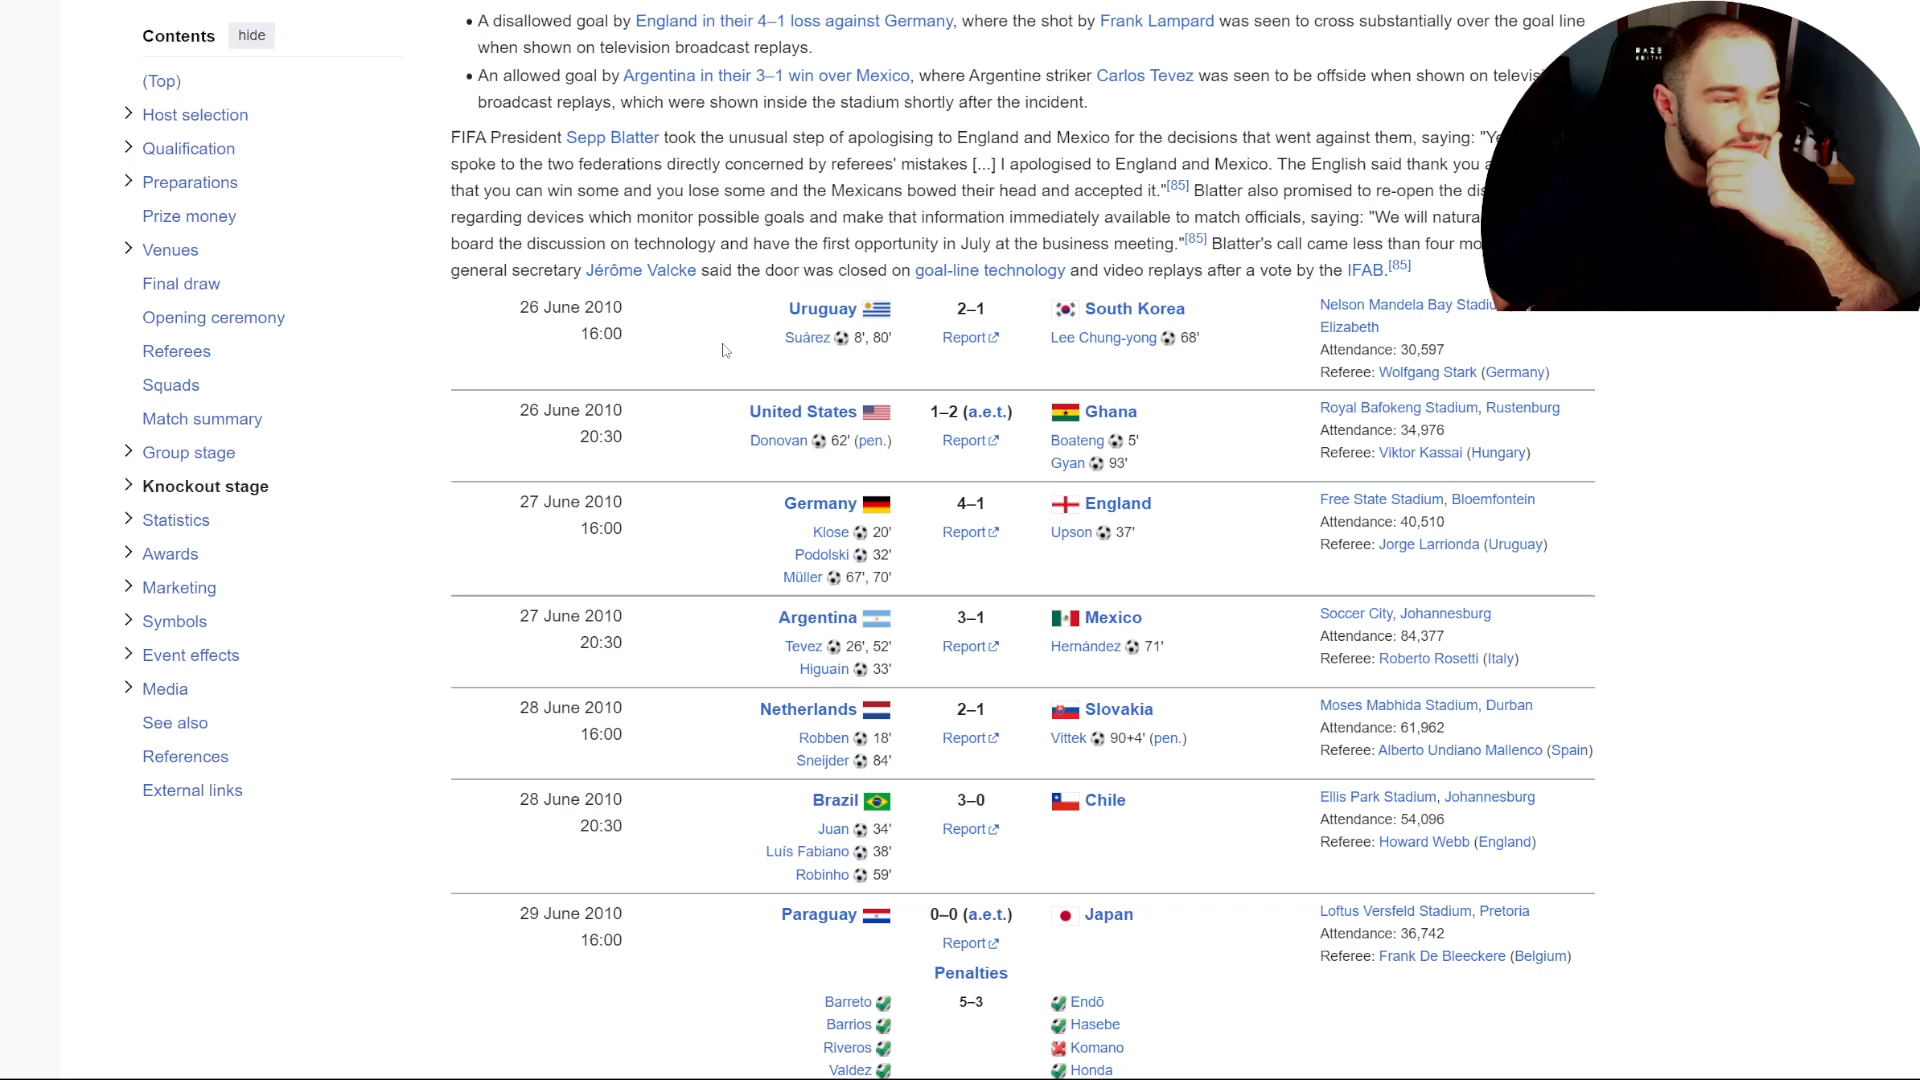 Contents hide
(Top)
Host selection
Qualification
Preparations
Prize money
Venues
Final draw
Opening ceremony
Referees
Squads
Match summary
Group stage
Knockout stage
Statistics
Awards
Marketing
Symbols
Event effects
Media
See also
References
External links
• A disallowed goal by England in their 4–1 loss against Germany, where the shot by Frank Lampard was seen to cross substantially over the goal line
when shown on television broadcast replays.
• An allowed goal by Argentina in their 3–1 win over Mexico, where Argentine striker Carlos Tevez was seen to be offside when shown on
broadcast replays, which were shown inside the stadium shortly after the incident.
FIFA President Sepp Blatter took the unusual step of apologising to England and Mexico for the decisions that went against them, saying:
spoke to the two federations directly concerned by referees' mistakes [...] I apologised to England and Mexico. The English said thank you
that you can win some and you lose some and the Mexicans bowed their head and accepted it."[85] Blatter also promised to re-open the
regarding devices which monitor possible goals and make that information immediately available to match officials, saying: "We will
board the discussion on technology and have the first opportunity in July at the business meeting."[85] Blatter's call came less than four
general secretary Jérôme Valcke said the door was closed on goal-line technology and video replays after a vote by the IFAB.[85]
26 June 2010 Uruguay 2–1 South Korea Nelson Mandela Bay
16:00 Suárez 8', 80' Report Lee Chung-yong 68' Elizabeth
Attendance: 30,597
Referee: Wolfgang Stark (Germany)
26 June 2010 United States 1–2 (a.e.t.) Ghana Royal Bafokeng Stadium, Rustenburg
20:30 Donovan 62' (pen.) Report Boateng 5' Attendance: 34,976
Gyan 93' Referee: Viktor Kassai (Hungary)
27 June 2010 Germany 4–1 England Free State Stadium, Bloemfontein
16:00 Klose 20' Report Upson 37' Attendance: 40,510
Podolski 32' Referee: Jorge Larrionda (Uruguay)
Müller 67', 70'
27 June 2010 Argentina 3–1 Mexico Soccer City, Johannesburg
20:30 Tevez 26', 52' Report Hernández 71' Attendance: 84,377
Higuaín 33' Referee: Roberto Rosetti (Italy)
28 June 2010 Netherlands 2–1 Slovakia Moses Mabhida Stadium, Durban
16:00 Robben 18' Report Vittek 90+4' (pen.) Attendance: 61,962
Sneijder 84' Referee: Alberto Undiano Mallenco (Spain)
28 June 2010 Brazil 3–0 Chile Ellis Park Stadium, Johannesburg
20:30 Juan 34' Report Attendance: 54,096
Luís Fabiano 38' Referee: Howard Webb (England)
Robinho 59'
29 June 2010 Paraguay 0–0 (a.e.t.) Japan Loftus Versfeld Stadium, Pretoria
16:00 Report Attendance: 36,742
Referee: Frank De Bleeckere (Belgium)
Penalties
Barreto 5–3 Endō
Barrios Hasebe
Riveros Komano
Valdez Honda